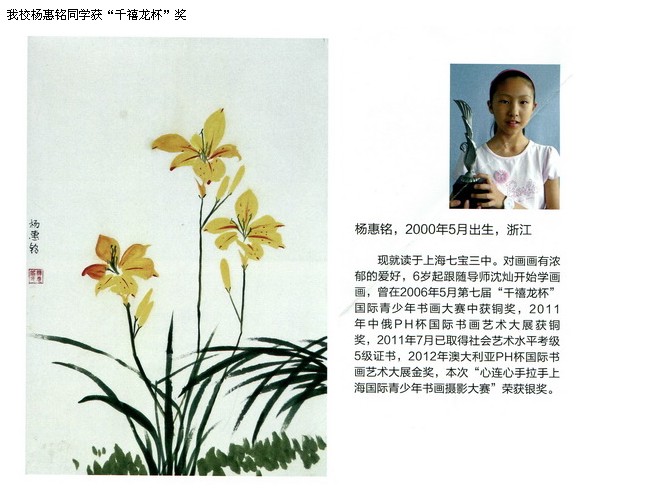 我校杨惠铭同学获“千禧龙杯”奖
杨惠铭
杨惠铭，2000年5月出生，浙江
现就读于上海七宝三中。对画画有浓
郁的爱好，6岁起跟随导师沈灿开始学画
画，曾在2006年5月第七届“千禧龙杯”
国际青少年书画大赛中获铜奖，2011
年中俄PH杯国际书画艺术大展获铜
奖，2011年7月已取得社会艺术水平考级
5级证书，2012年澳大利亚PH杯国际书
画艺术大展金奖，本次“心连心手拉手上
海国际青少年书画摄影大赛”荣获银奖。